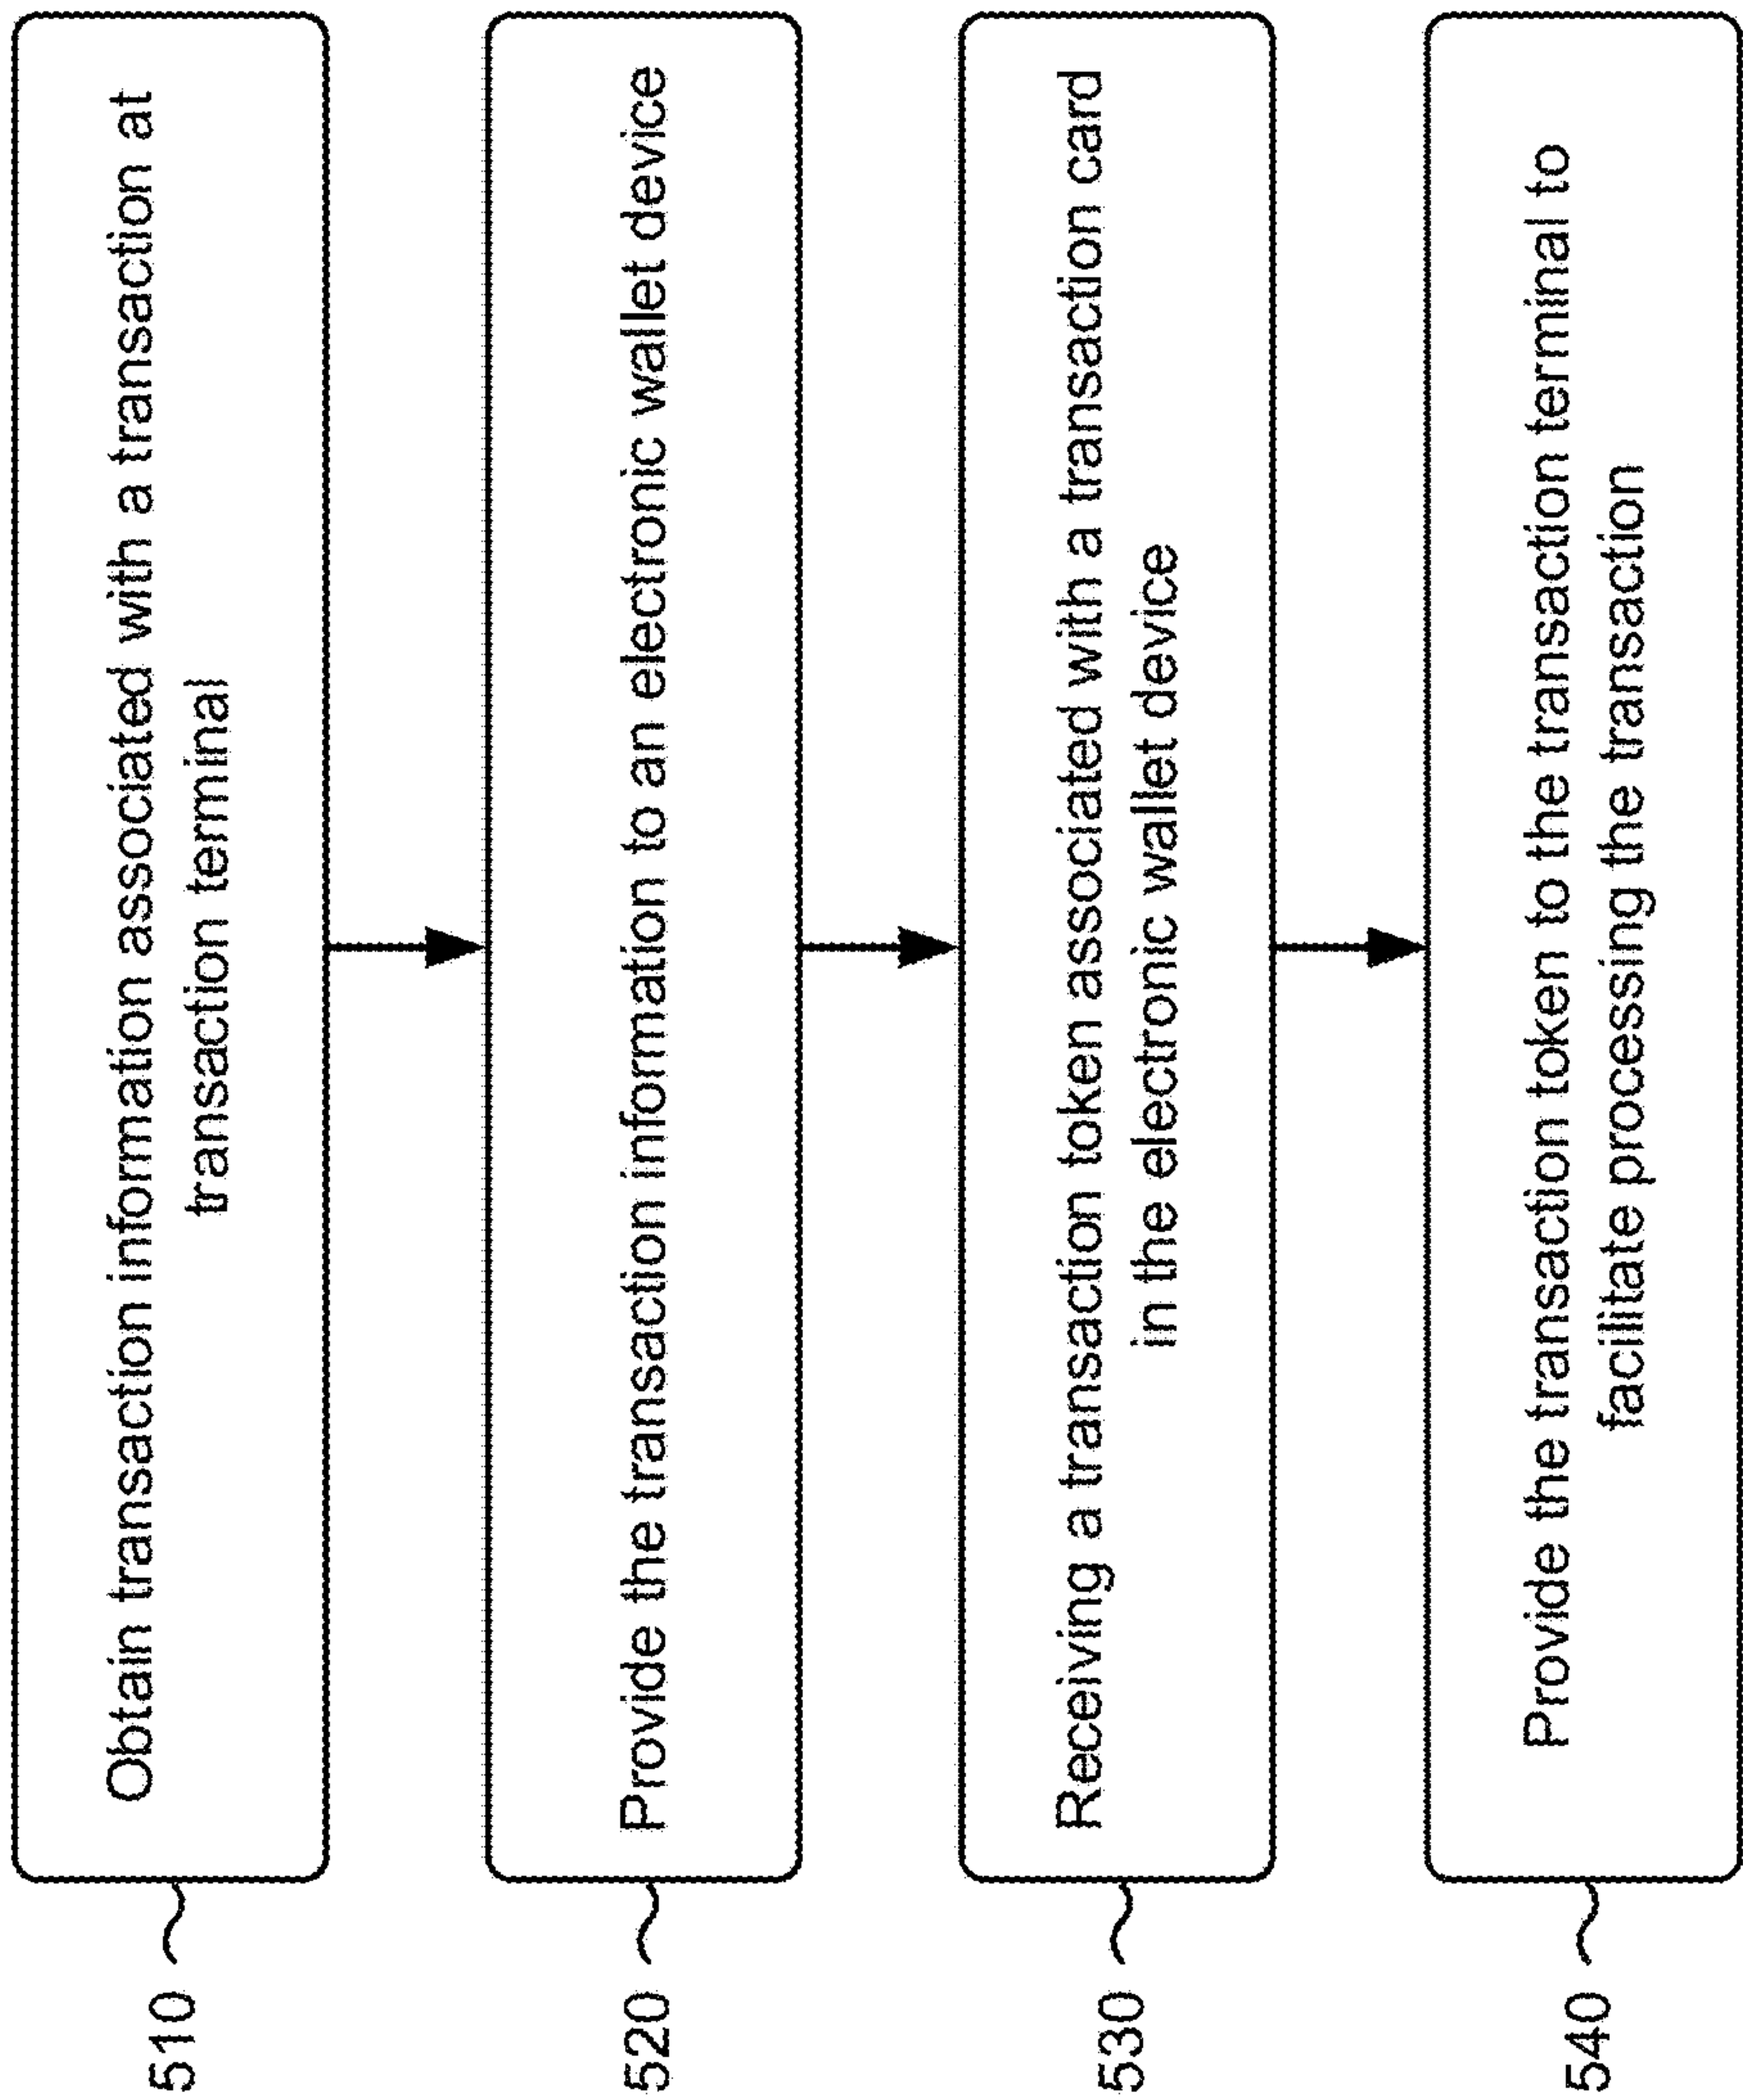 510
Obtain transaction information associated with a transaction at
transaction terminal
520
Provide the transaction information to an electronic wallet device
530
Receiving a transaction token associated with a transaction card
in the electronic wallet device
540
Provide the transaction token to the transaction terminal to
facilitate processing the transaction